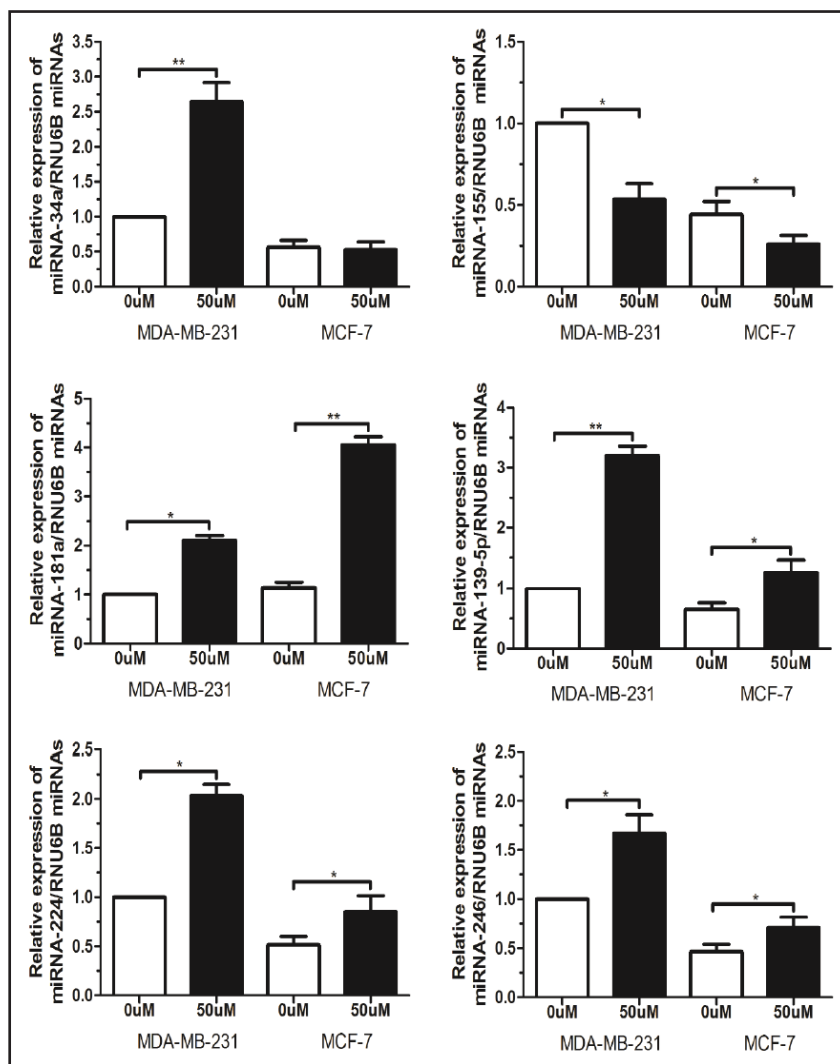 Relative expression of
miRNA-34a/RNU6B miRNAs
3.5
3.0
2.5
2.0
1.5
1.0
0.5
0.0
**
0uM 50uM 0uM 50uM
MDA-MB-231 MCF-7
Relative expression of
miRNA-155/RNU6B miRNAs
1.5
1.0
0.5
0.0
*
*
0uM 50uM 0uM 50uM
MDA-MB-231 MCF-7
Relative expression of
miRNA-181a/RNU6B miRNAs
5
4
3
2
1
0
*
**
0uM 50uM 0uM 50uM
MDA-MB-231 MCF-7
Relative expression of
miRNA-139-5p/RNU6B miRNAs
4
3
2
1
0
**
*
0uM 50uM 0uM 50uM
MDA-MB-231 MCF-7
Relative expression of
miRNA-224/RNU6B miRNAs
2.5
2.0
1.5
1.0
0.5
0.0
*
*
0uM 50uM 0uM 50uM
MDA-MB-231 MCF-7
Relative expression of
miRNA-246/RNU6B miRNAs
2.5
2.0
1.5
1.0
0.5
0.0
*
*
0uM 50uM 0uM 50uM
MDA-MB-231 MCF-7